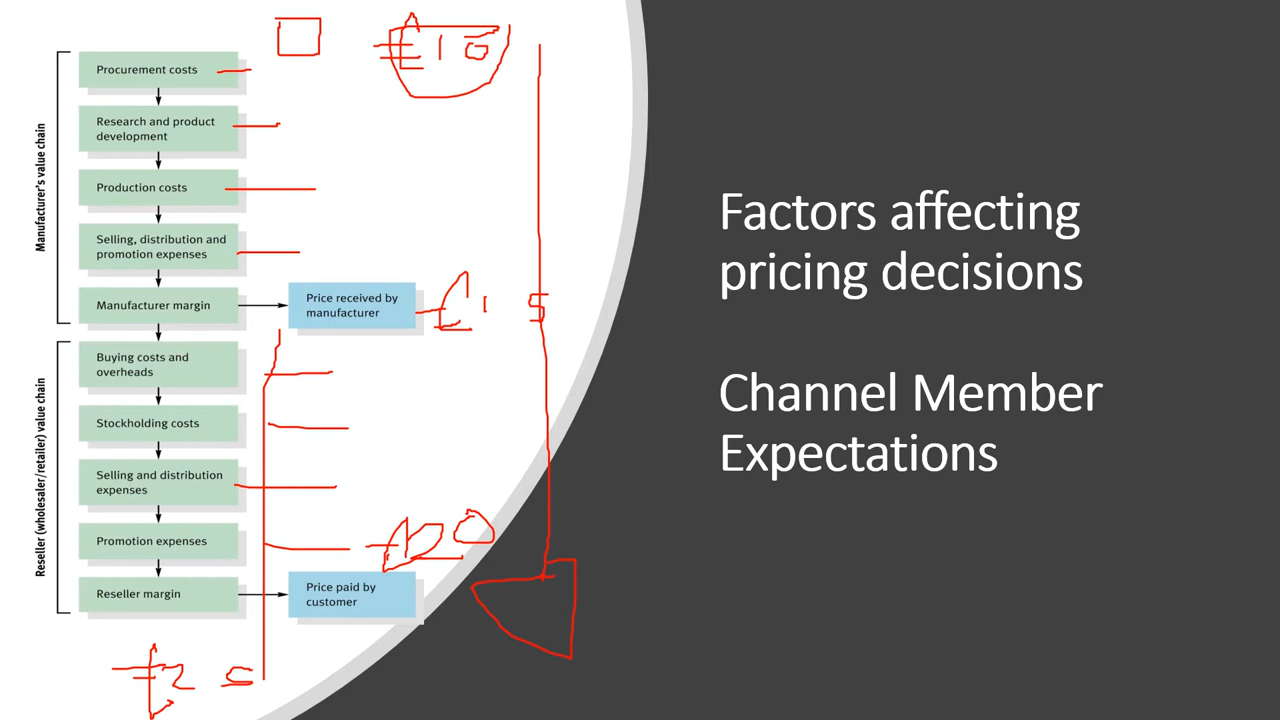 £10
Procurement costs
Research and product
development
Production costs
Selling, distribution and
promotion expenses
Manufacturer margin
Price received by
manufacturer
£15
Buying costs and
overheads
Stockholding costs
Selling and distribution
expenses
Promotion expenses
£20
Reseller margin
Price paid by
customer
£25
Manufacturer's value chain
Reseller (wholesaler/retailer) value chain
Factors affecting
pricing decisions
Channel Member
Expectations